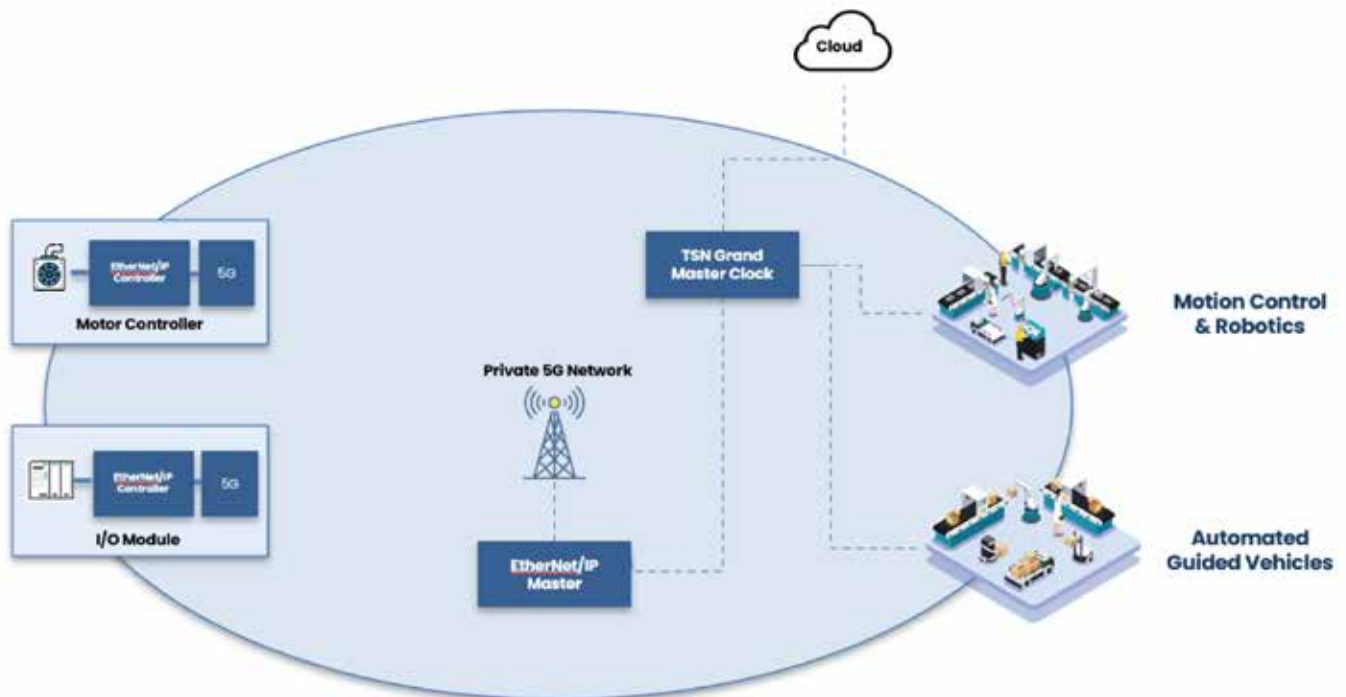 Cloud
EtherNet/IP
Controller
5G
Motor Controller
TSN Grand
Master Clock
Motion Control
& Robotics
Private 5G Network
EtherNet/IP
Controller
5G
I/O Module
EtherNet/IP
Master
Automated
Guided Vehicles